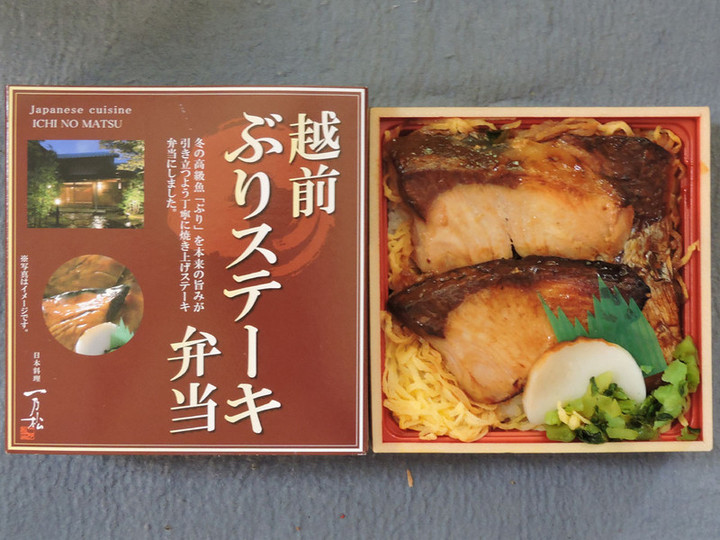 Japanese cuisine
ICHI NO MATSU
越前
ぶりステーキ
弁当
冬の高級魚「ぶり」を本来の旨みが
引き立つよう丁寧に焼き上げステーキ
弁当にしました。
※写真はイメージです。
日本料理
一乃松